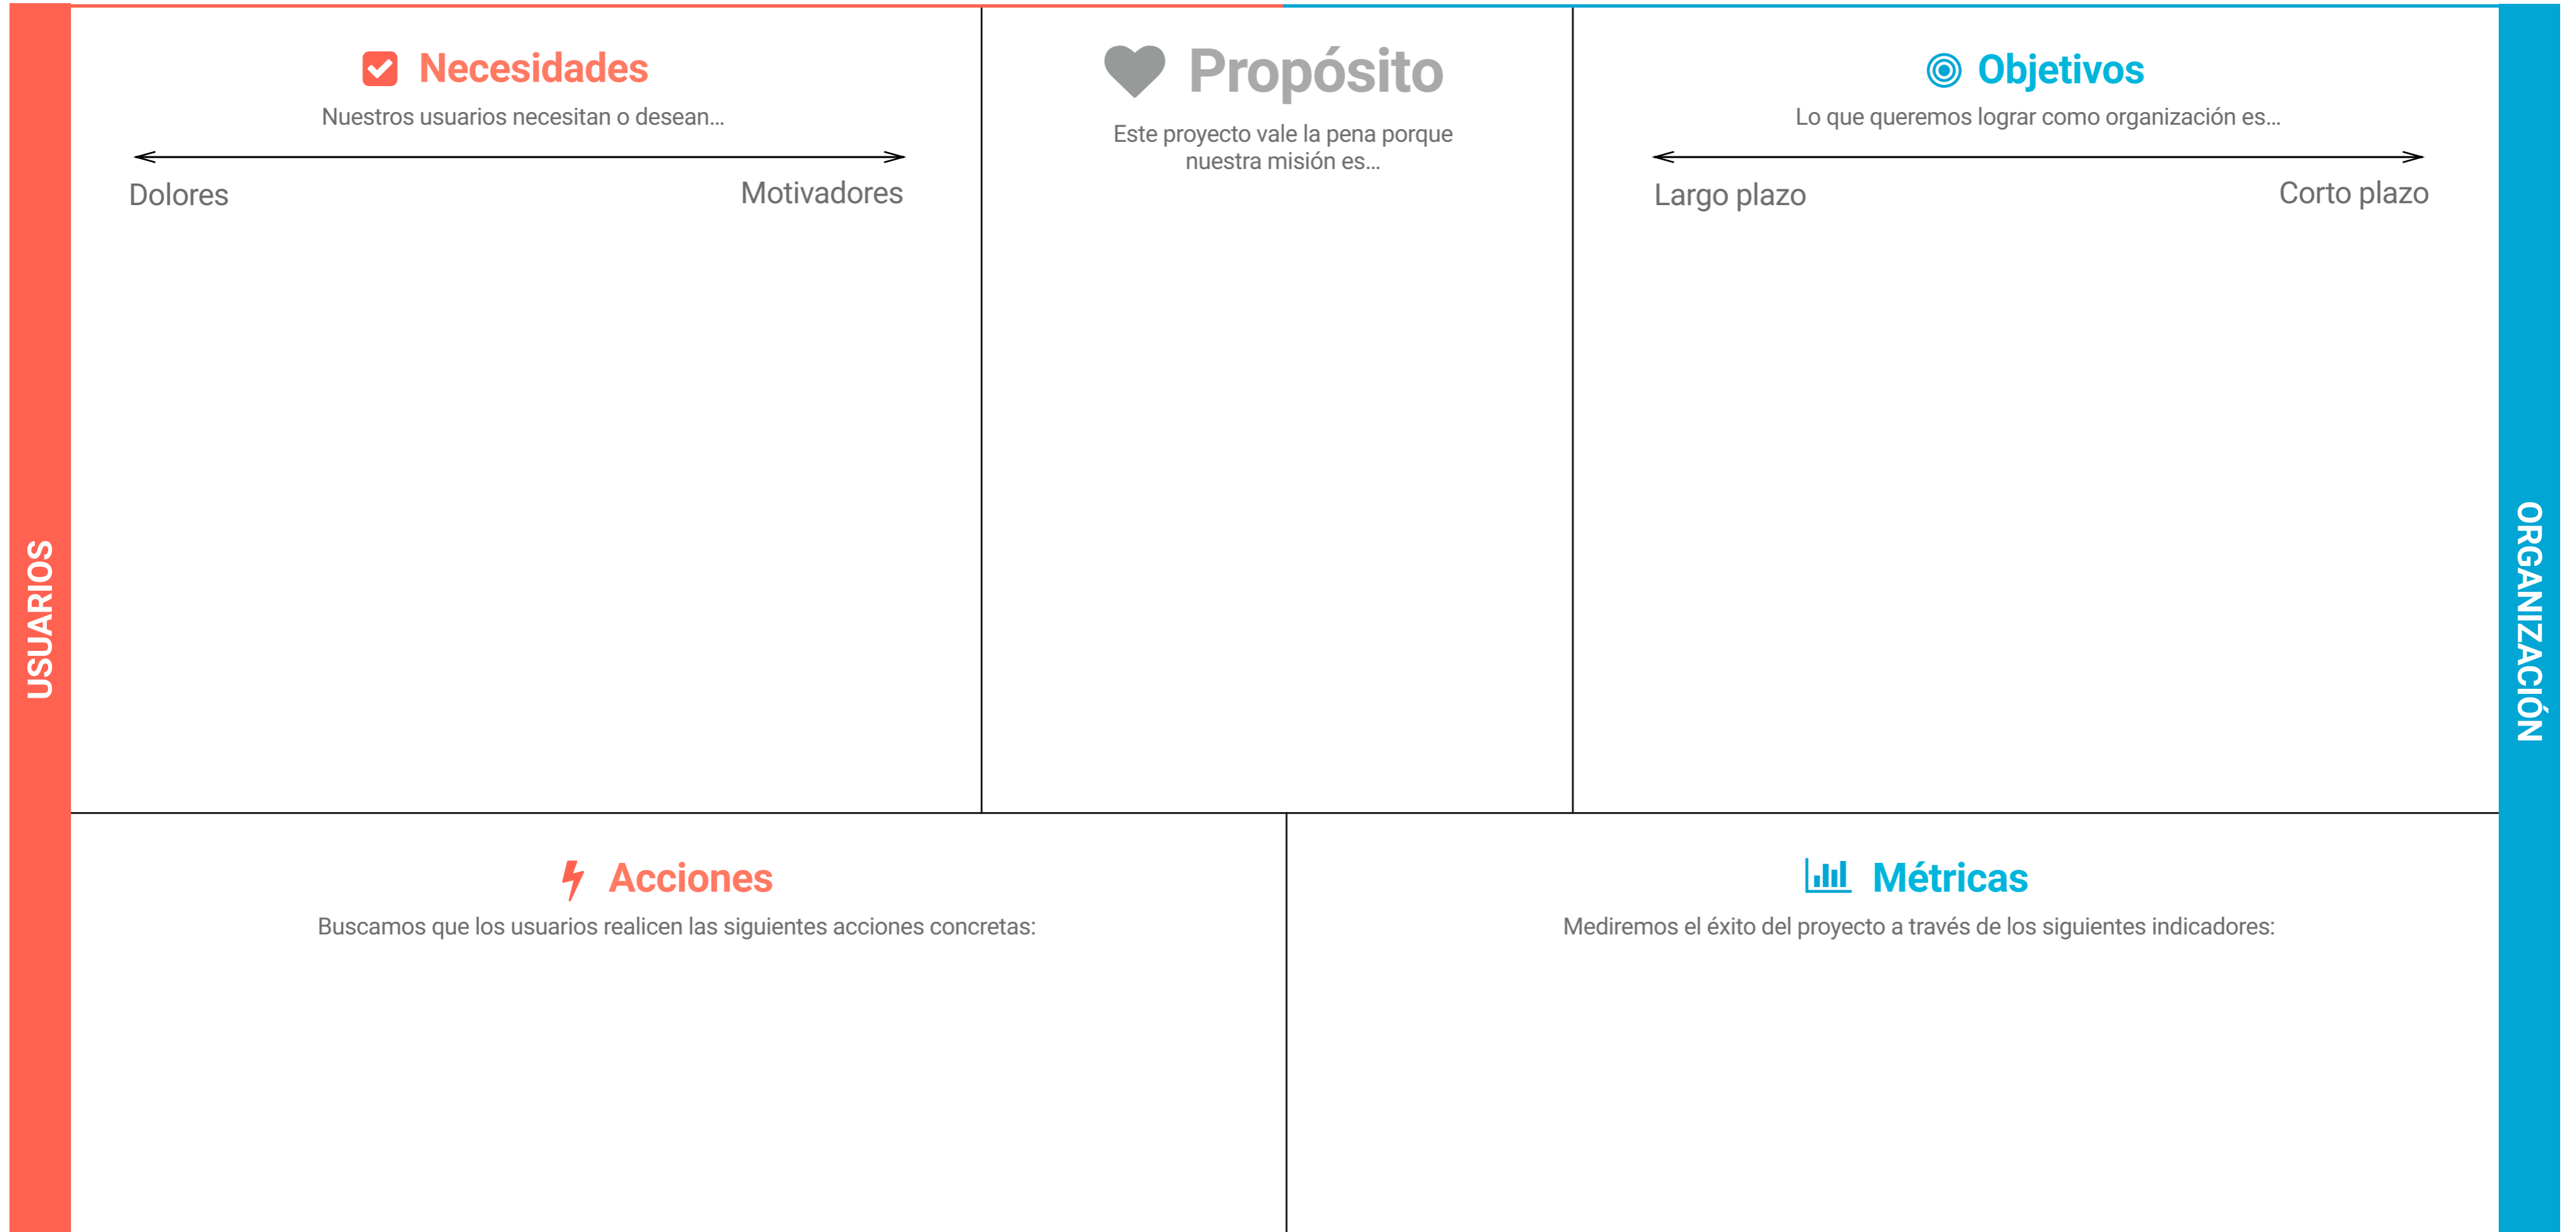 USUARIOS
Necesidades
Nuestros usuarios necesitan o desean...
Dolores
Motivadores
Propósito
Este proyecto vale la pena porque
nuestra misión es...
Objetivos
Lo que queremos lograr como organización es...
Largo plazo
Corto plazo
ORGANIZACIÓN
Acciones
Buscamos que los usuarios realicen las siguientes acciones concretas:
Métricas
Mediremos el éxito del proyecto a través de los siguientes indicadores: